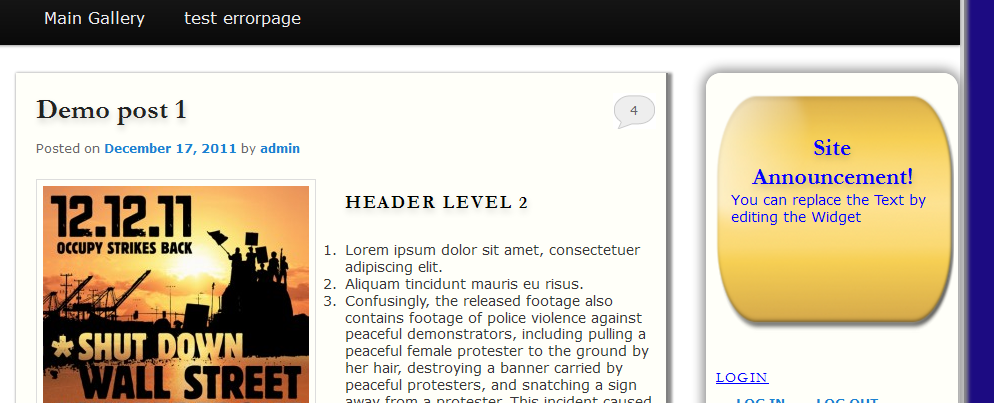 Main Gallery test errorpage
Demo post 1
4
Posted on December 17, 2011 by admin
12.12.11
OCCUPY STRIKES BACK
*SHUT DOWN
WALL STREET
HEADER LEVEL 2
1. Lorem ipsum dolor sit amet, consectetuer
adipiscing elit.
2. Aliquam tincidunt mauris eu risus.
3. Confusingly, the released footage also
contains footage of police violence against
peaceful demonstrators, including pulling a
peaceful female protester to the ground by
her hair, destroying a banner carried by
peaceful protesters, and snatching a sign
away from a protester. This incident caused
Site
Announcement!
You can replace the Text by
editing the Widget
LOGIN
LOG IN LOG OUT